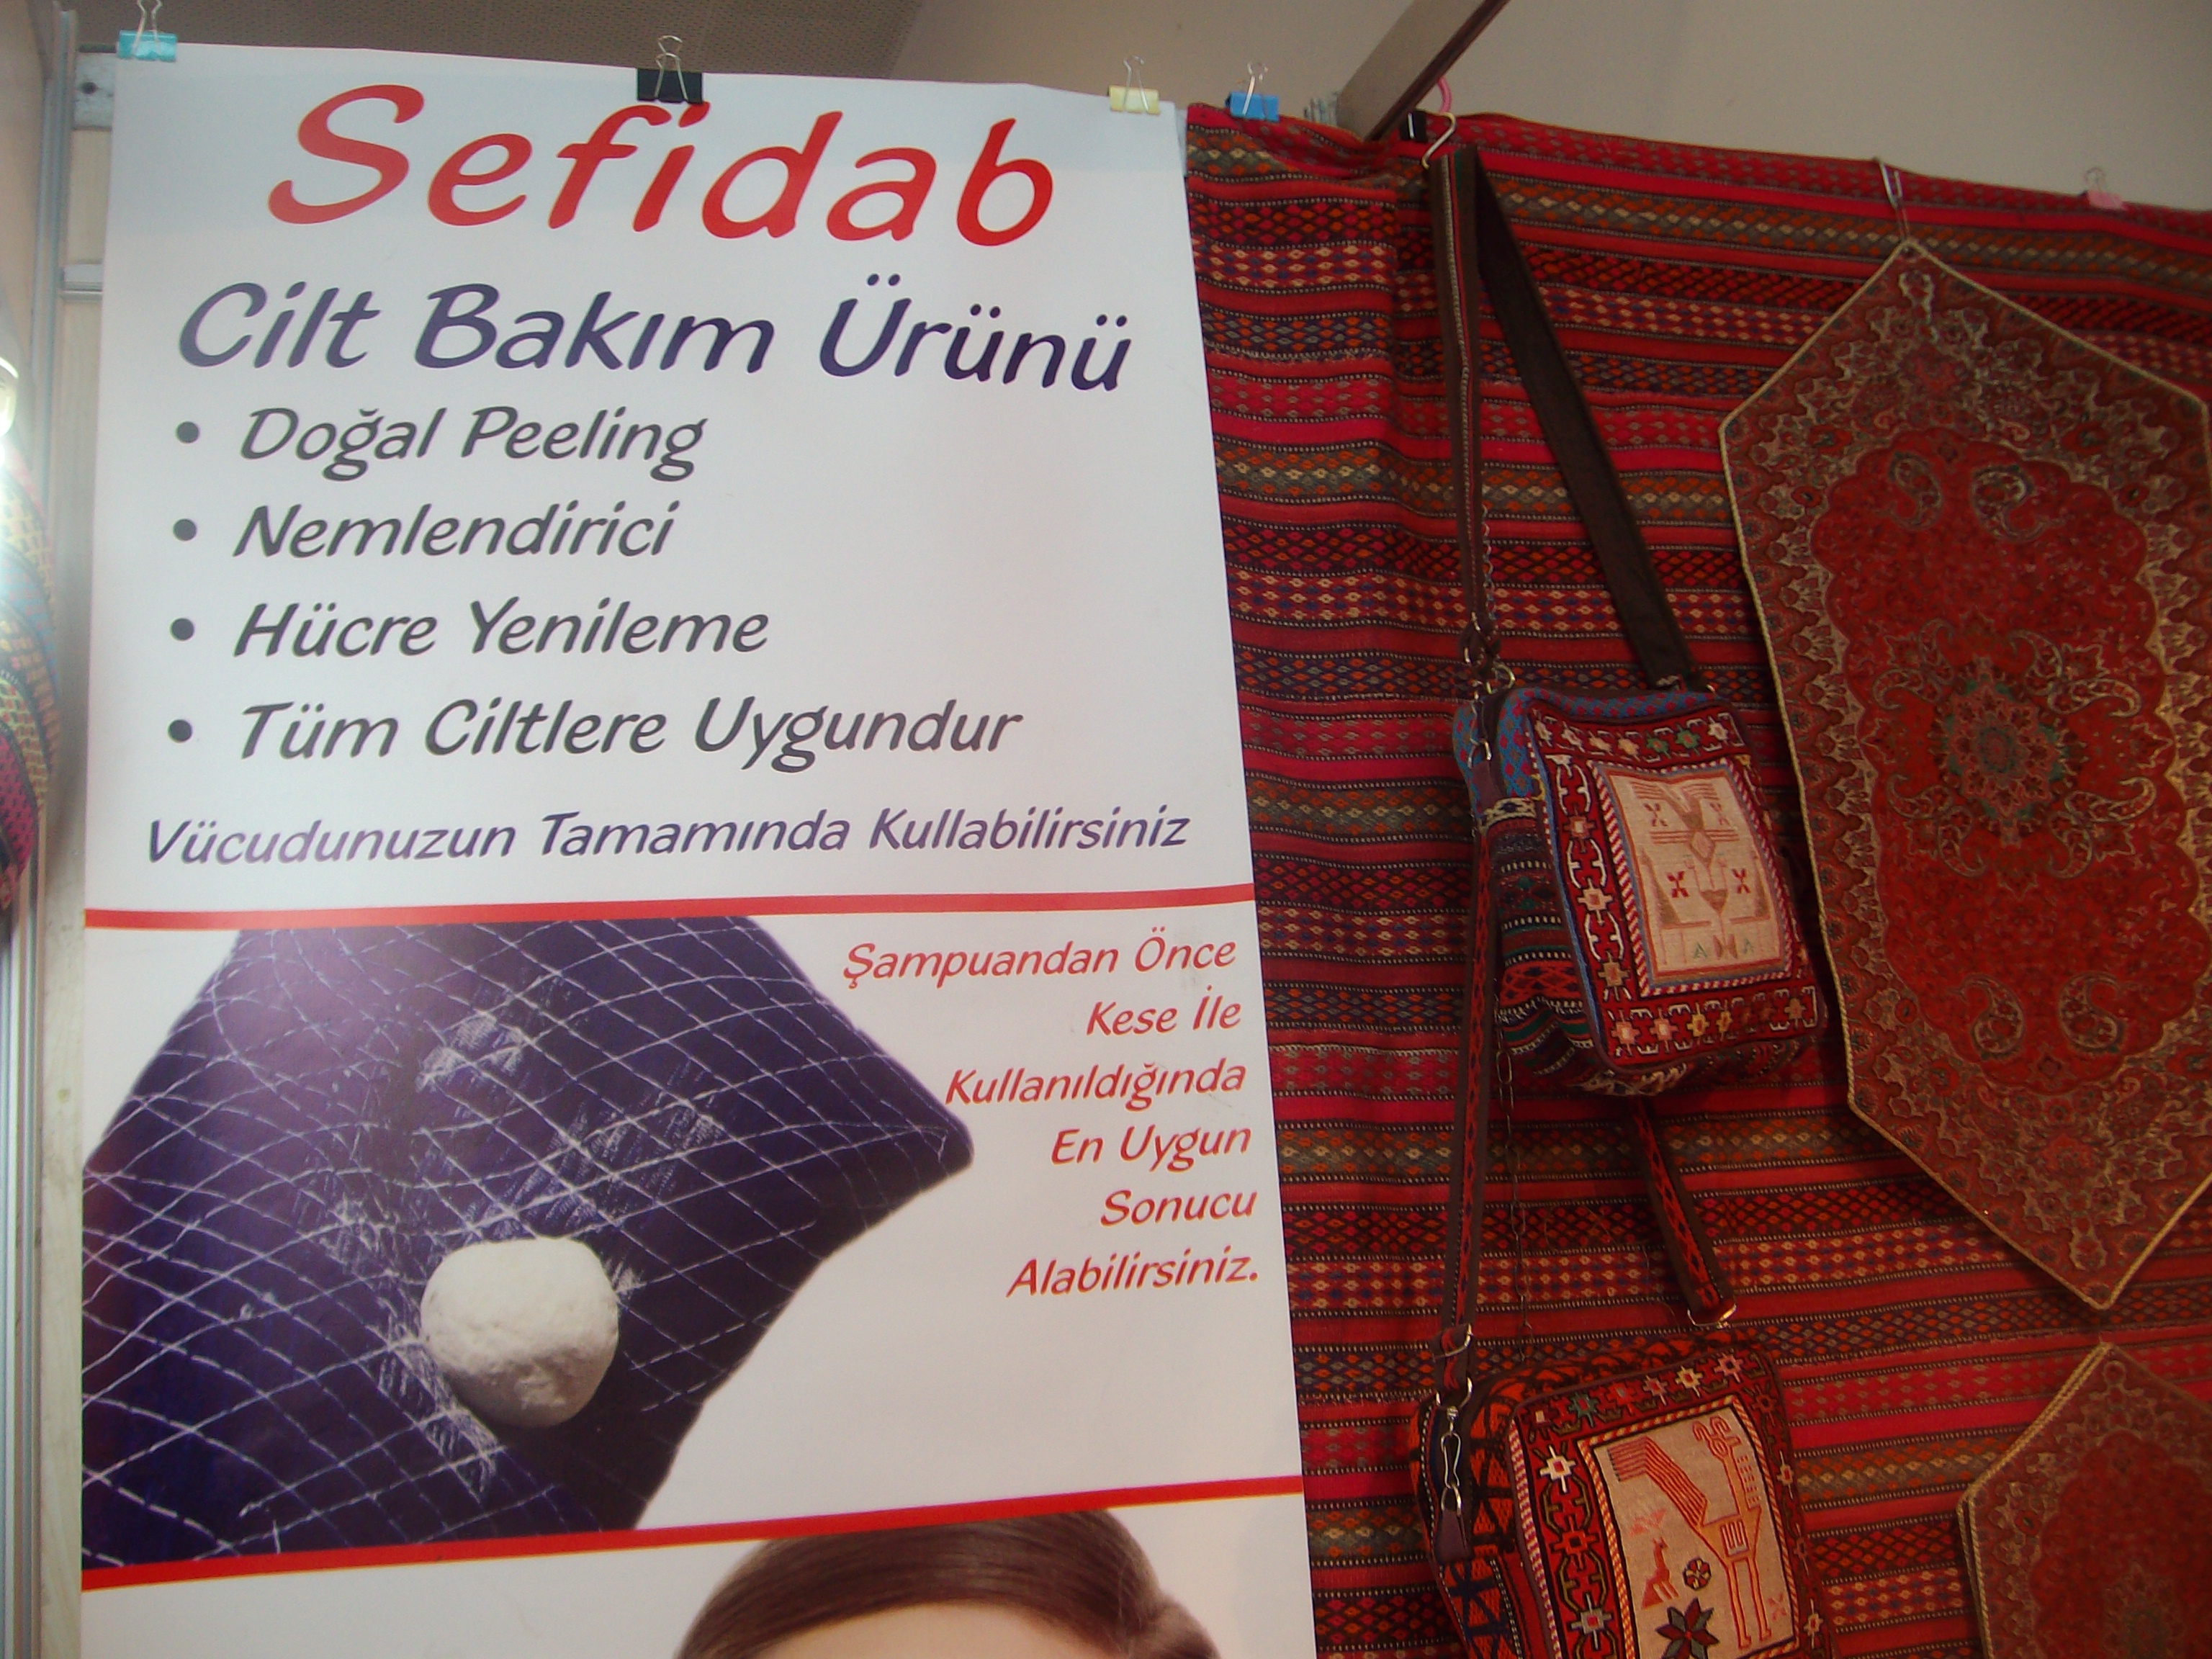 Sefidab
Cilt Bakım Ürünü
• Doğal Peeling
• Nemlendirici
• Hücre Yenileme
• Tüm Ciltlere Uygundur
Vücudunuzun Tamamında Kullabilirsiniz
Şampuandan Önce
Kese İle
Kullanıldığında
En Uygun
Sonucu
Alabilirsiniz.